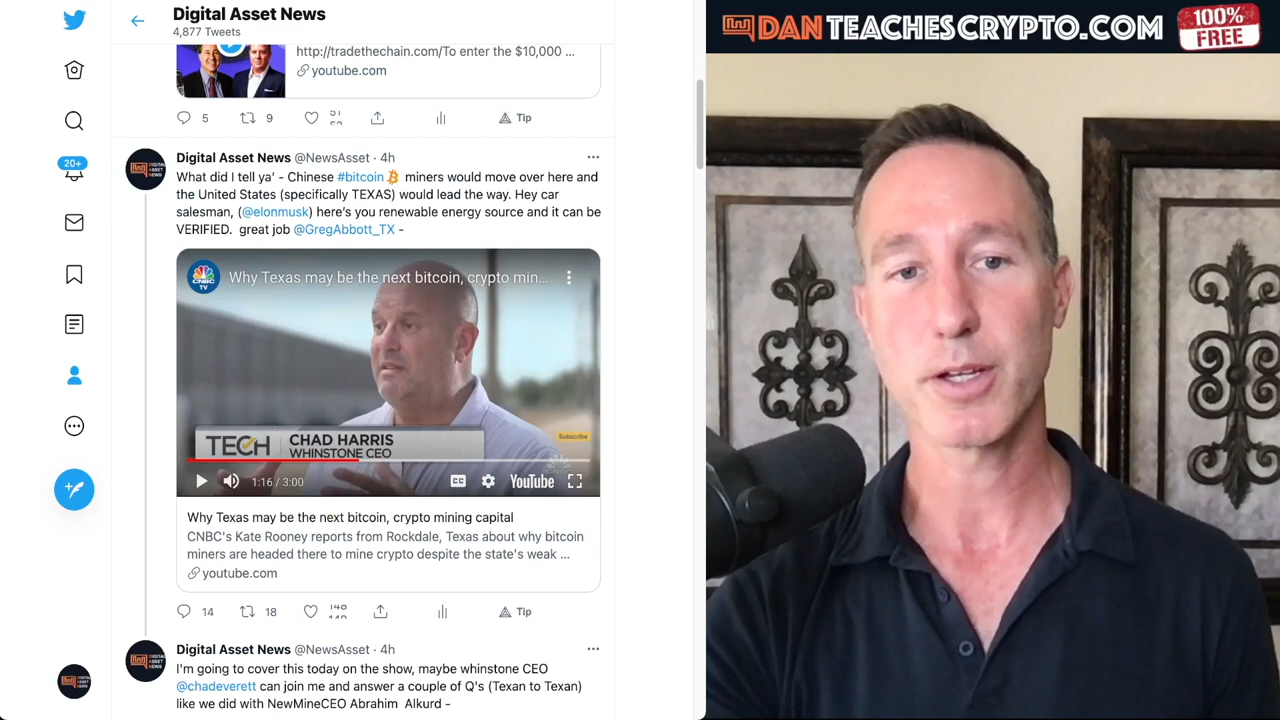 Digital Asset News
4,877 Tweets
http://tradethechain.com/To enter the $10,000 ...
youtube.com
5
9
Tip
20+
Digital Asset News @NewsAsset · 4h
What did I tell ya' - Chinese #bitcoin miners would move over here and
the United States (specifically TEXAS) would lead the way. Hey car
salesman, (@elonmusk) here's you renewable energy source and it can be
VERIFIED. great job @GregAbbott_TX -
CNBC
TV
Why Texas may be the next bitcoin, crypto min...
TECH
CHAD HARRIS
WHINSTONE CEO
Subscribe
1:16 / 3:00
CC
YouTube
Why Texas may be the next bitcoin, crypto mining capital
CNBC's Kate Rooney reports from Rockdale, Texas about why bitcoin
miners are headed there to mine crypto despite the state's weak ...
youtube.com
14
18
Tip
Digital Asset News @NewsAsset · 4h
I'm going to cover this today on the show, maybe whinstone CEO
@chadeverett can join me and answer a couple of Q's (Texan to Texan)
like we did with NewMineCEO Abrahim Alkurd -
DAN TEACHESCRYPTO.COM
100%
FREE